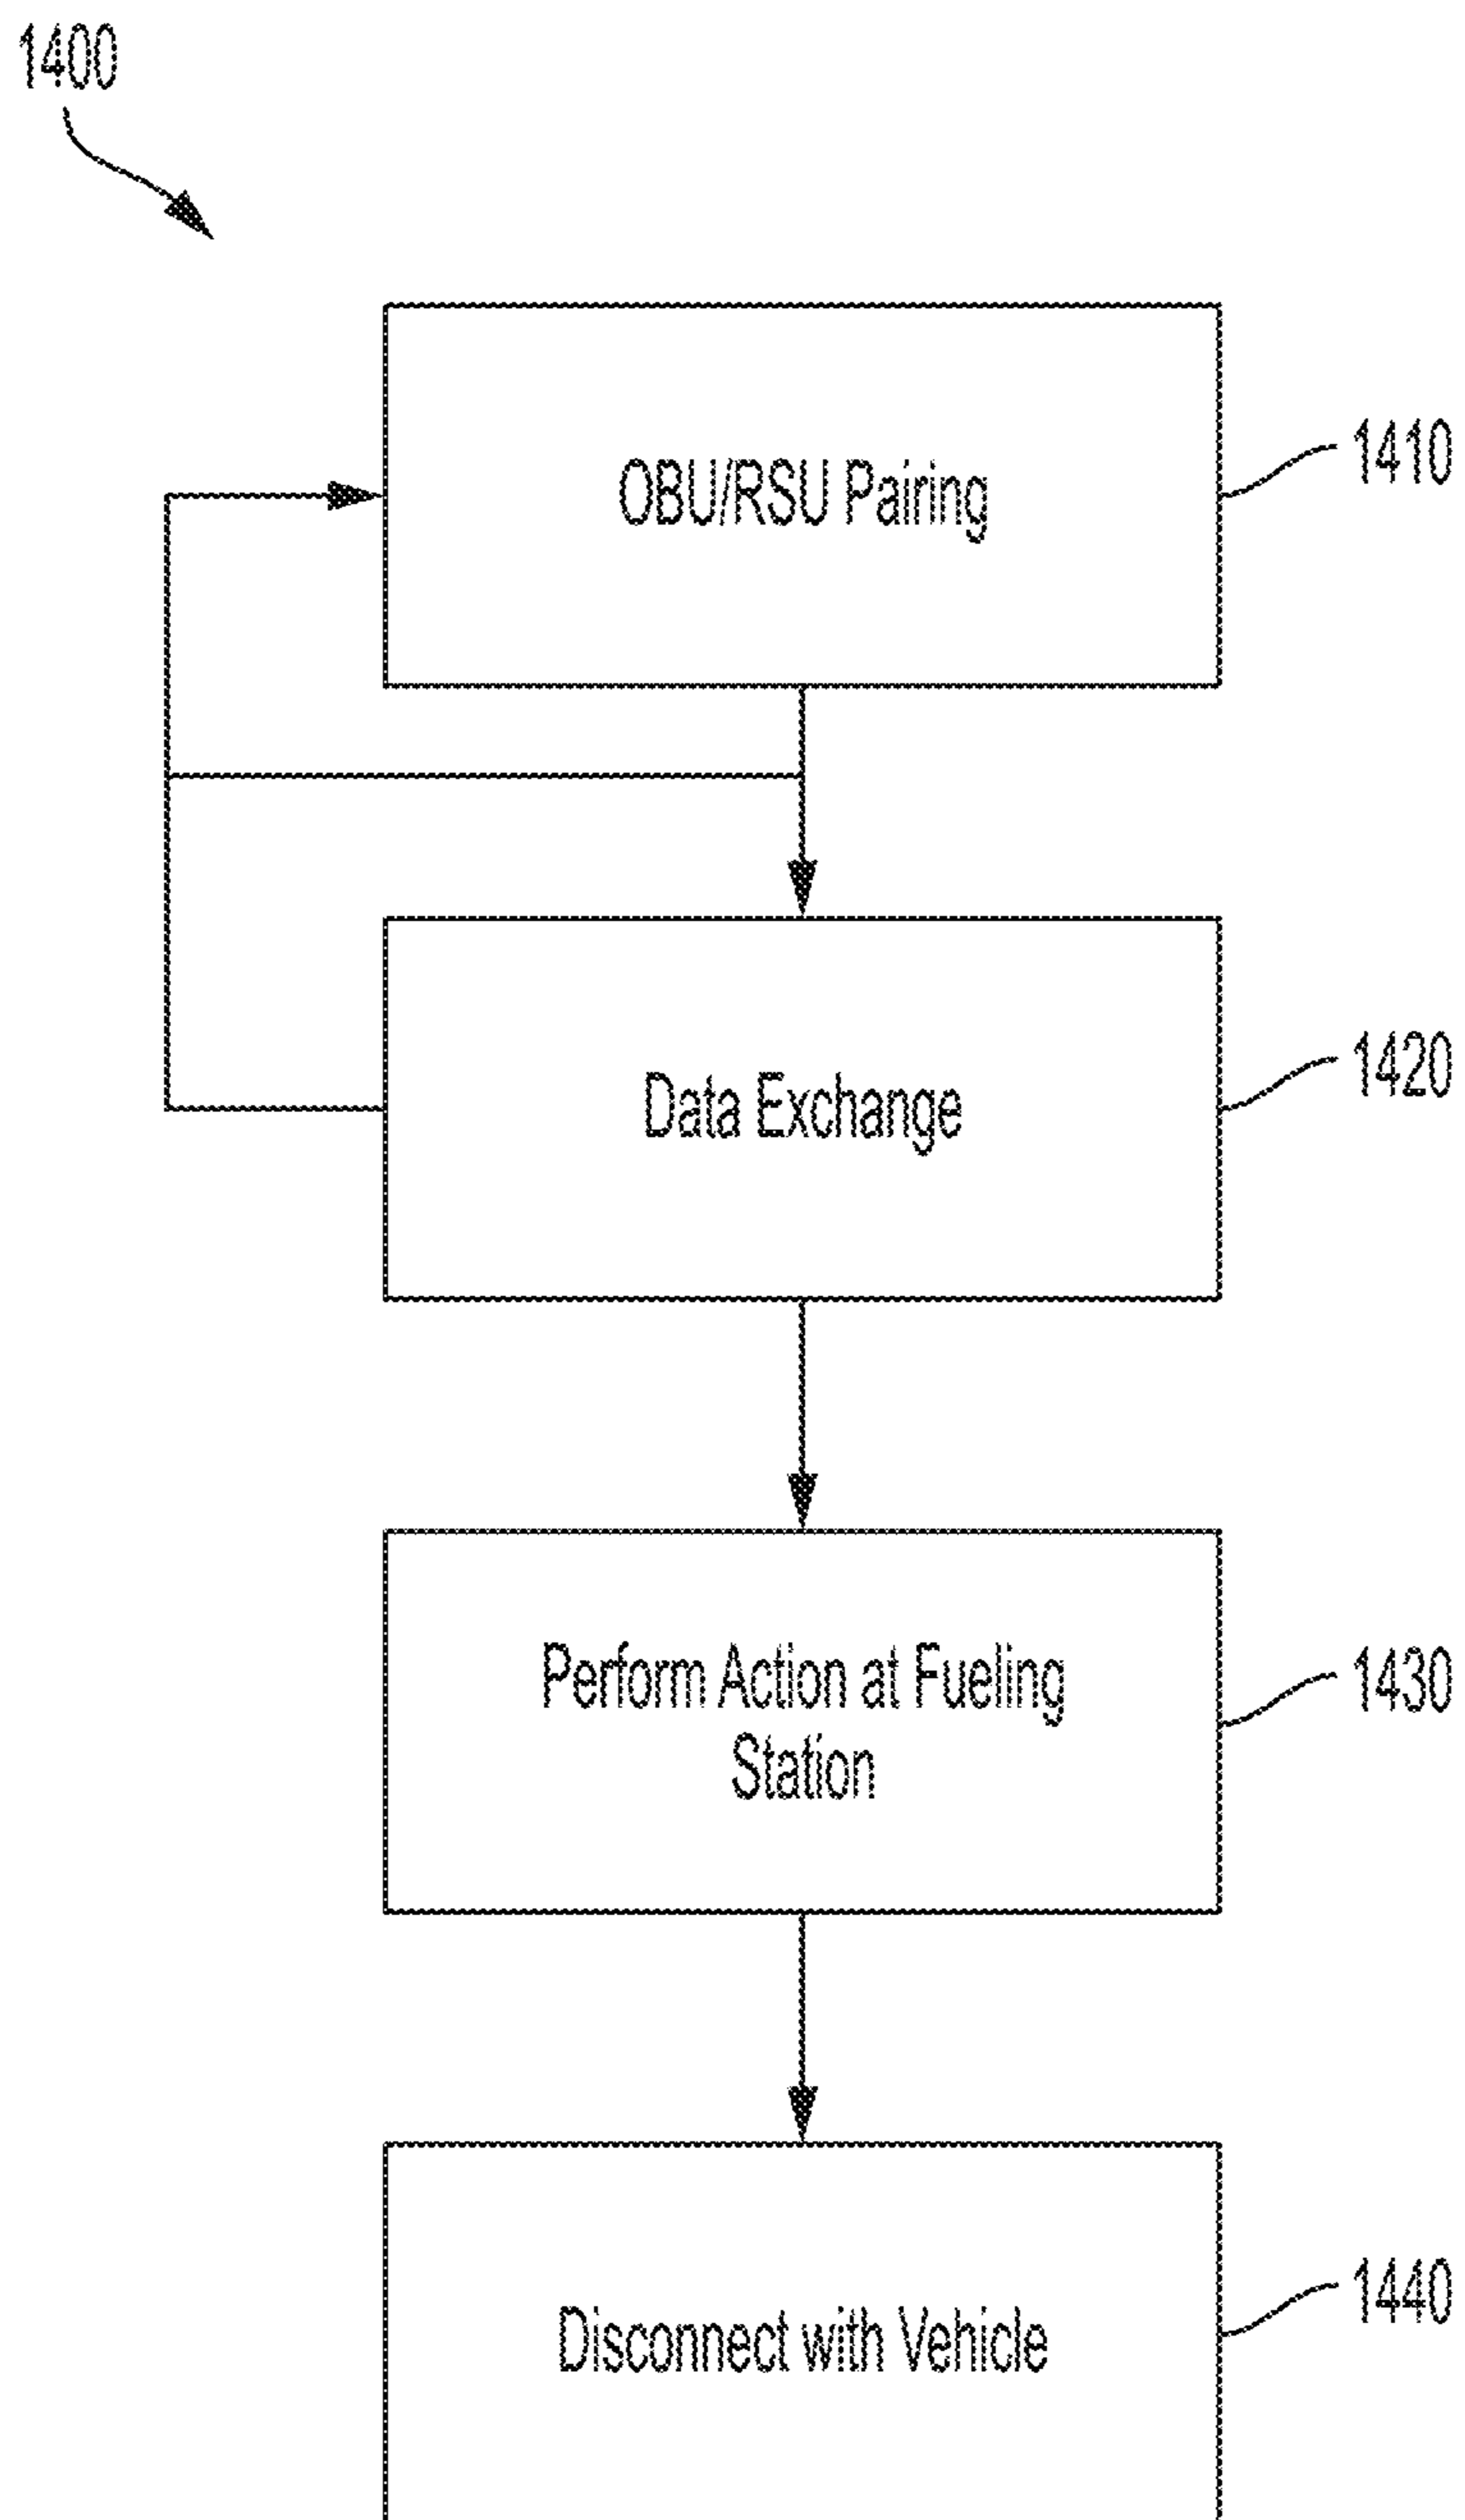 1400
OBU/RSU Pairing
1410
Data Exchange
1420
Perform Action at Fueling
Station
1430
Disconnect with Vehicle
1440